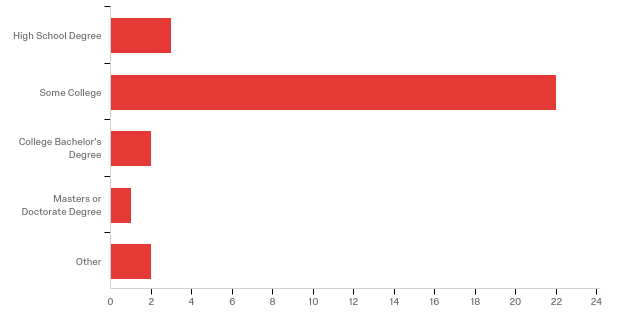 High School Degree
Some College
College Bachelor's
Degree
Masters or
Doctorate Degree
Other
0 2 4 6 8 10 12 14 16 18 20 22 24